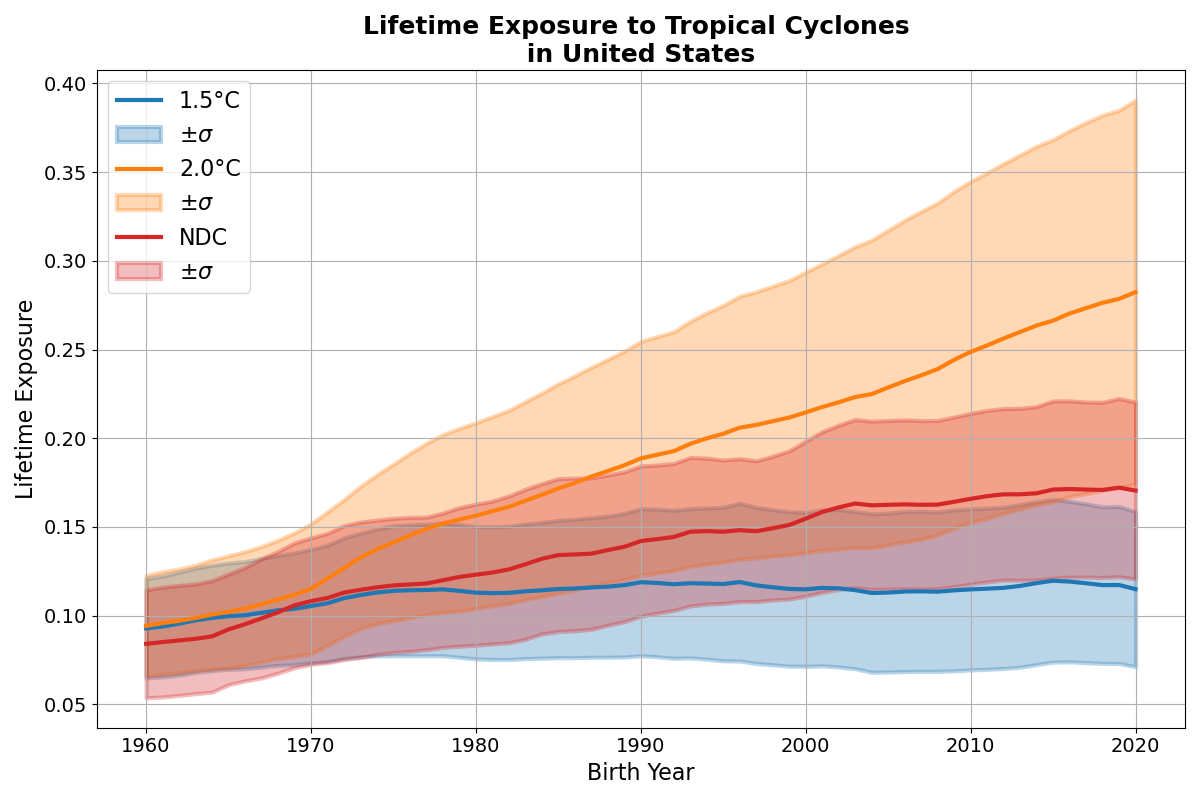 Lifetime Exposure to Tropical Cyclones
in United States
0.40
0.35
0.30
0.25
0.20
0.15
0.10
0.05
Lifetime Exposure
1.5°C
±σ
2.0°C
±σ
NDC
±σ
1960 1970 1980 1990 2000 2010 2020
Birth Year